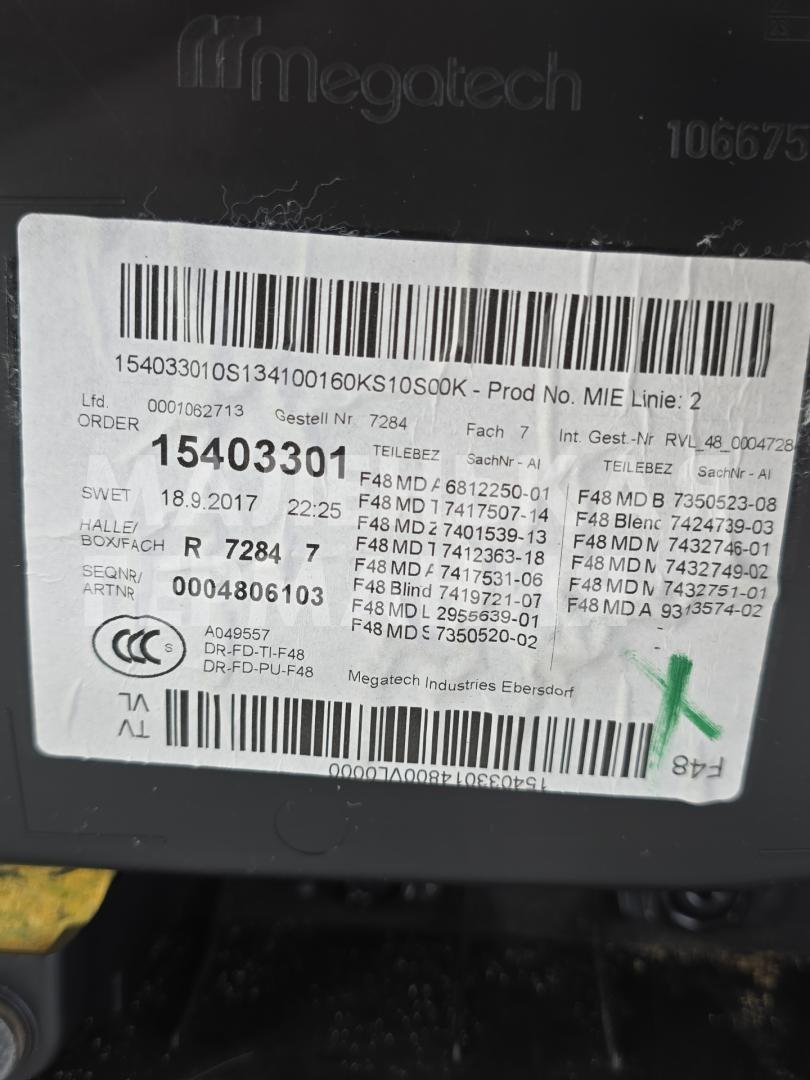 megatech
106675
154033010S134100160KS10S00K - Prod No. MIE Linie: 2
Lfd. ORDER 0001062713 Gestell Nr 7284 Fach 7 Int. Gest.-Nr RVL_48_0004728
15403301
TEILEBEZ SachNr - AI
F48 MD A 6812250-01
F48 MD T 7417507-14
F48 MD Z 7401539-13
F48 MD T 7412363-18
F48 MD A 7417531-06
F48 Blind 7419721-07
F48 MD L 2955639-01
F48 MD S 7350520-02
TEILEBEZ SachNr - AI
F48 MD B 7350523-08
F48 Blenc 7424739-03
F48 MD M 7432746-01
F48 MD M 7432749-02
F48 MD M 7432751-01
F48 MD A 9313574-02
-
-
SWET 18.9.2017 22:25
HALLE/
BOX/FACH R 7284 7
SEQNR/
ARTNR 0004806103
CCC S
A049557
DR-FD-TI-F48
DR-FD-PU-F48
Megatech Industries Ebersdorf
F48
TV
VL
1540330148000VL0000